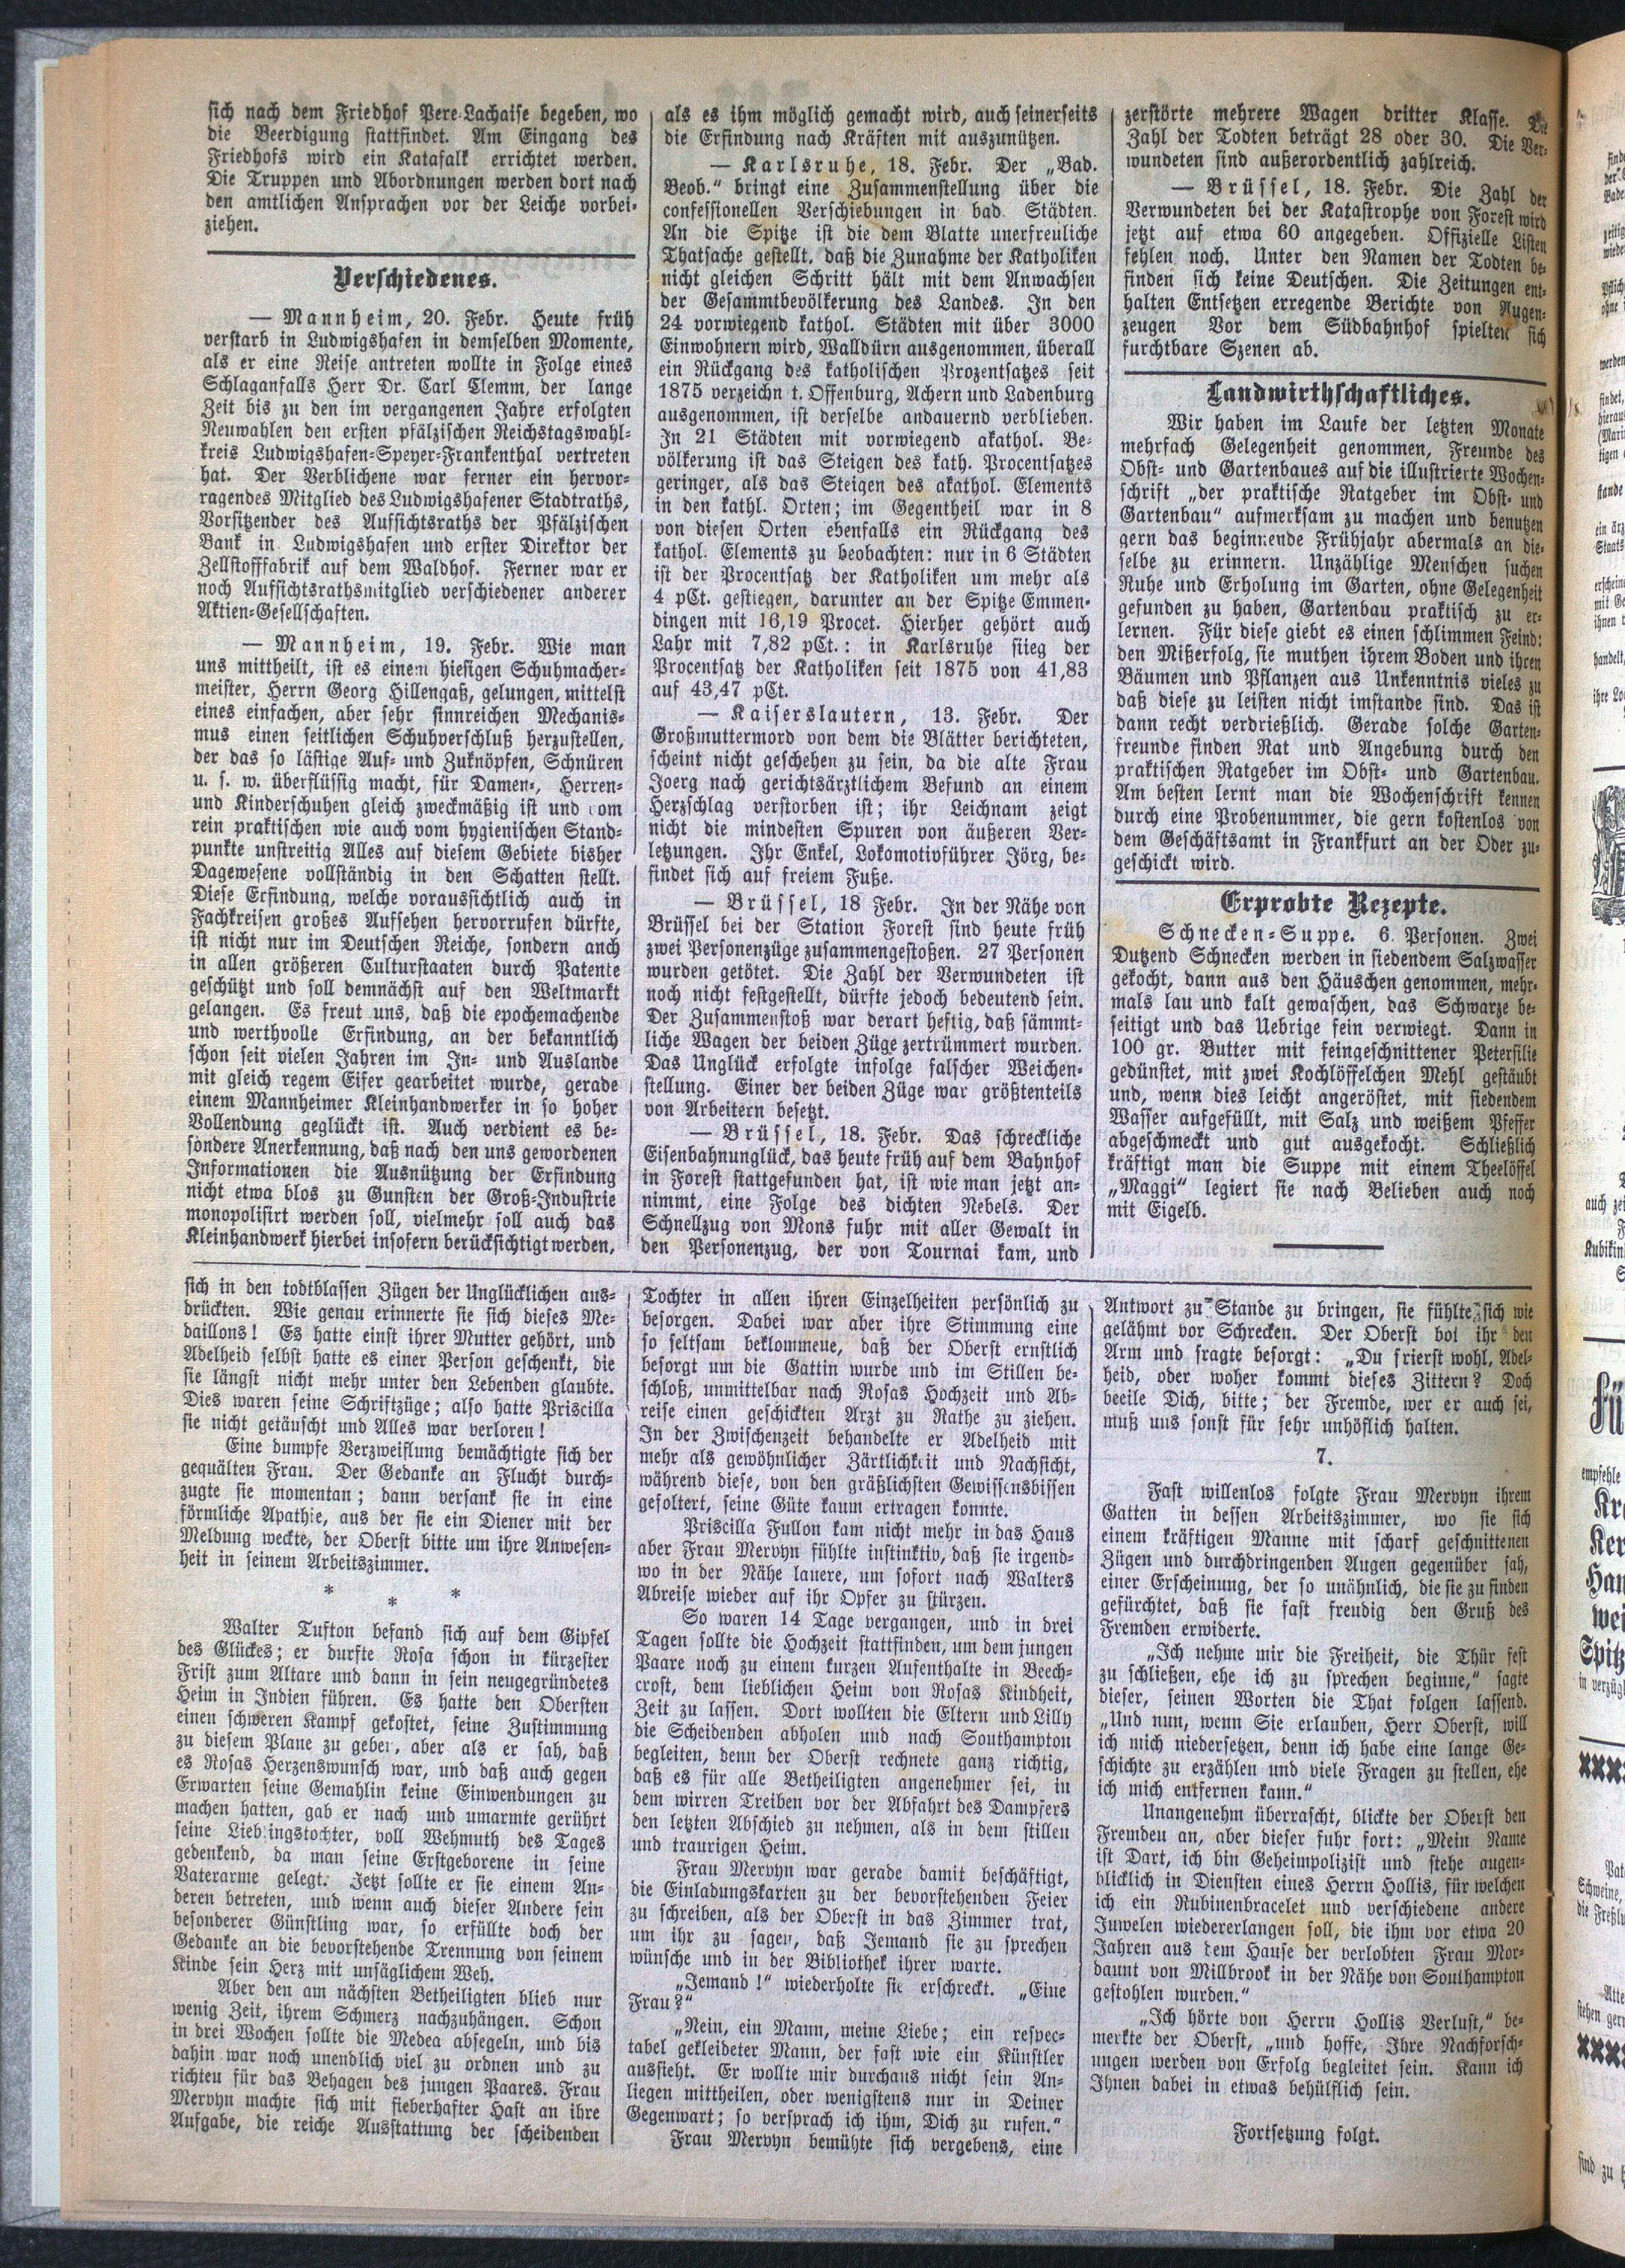 sich nach dem Friedhof Pere-Lachaise begeben, wo
die Beerdigung stattfindet. Am Eingang des
Friedhofs wird ein Katafalk errichtet werden.
Die Truppen und Abordnungen werden dort nach
den amtlichen Ansprachen vor der Leiche vorbei-
ziehen.
Verschiedenes.
— Mannheim, 20. Febr. Heute früh
verstarb in Ludwigshafen in demselben Momente,
als er eine Reise antreten wollte in Folge eines
Schlaganfalls Herr Dr. Carl Clemm, der lange
Zeit bis zu den im vergangenen Jahre erfolgten
Neuwahlen den ersten pfälzischen Reichstagswahl-
kreis Ludwigshafen-Speyer-Frankenthal vertreten
hat. Der Verblichene war ferner ein hervor-
ragendes Mitglied des Ludwigshafener Stadtraths,
Vorsitzender des Aufsichtsraths der Pfälzischen
Bank in Ludwigshafen und erster Direktor der
Zellstofffabrik auf dem Waldhof. Ferner war er
noch Aufsichtsrathsmitglied verschiedener anderer
Aktien-Gesellschaften.
— Mannheim, 19. Febr. Wie man
uns mittheilt, ist es einem hiesigen Schuhmacher-
meister, Herrn Georg Hillengaß, gelungen, mittelst
eines einfachen, aber sehr sinnreichen Mechanis-
mus einen seitlichen Schuhverschluß herzustellen,
der das so lästige Auf- und Zuknöpfen, Schnüren
u. s. w. überflüssig macht, für Damen-, Herren-
und Kinderschuhen gleich zweckmäßig ist und vom
rein praktischen wie auch vom hygienischen Stand-
punkte unstreitig Alles auf diesem Gebiete bisher
Dagewesene vollständig in den Schatten stellt.
Diese Erfindung, welche voraussichtlich auch in
Fachkreisen großes Aufsehen hervorrufen dürfte,
ist nicht nur im Deutschen Reiche, sondern auch
in allen größeren Culturstaaten durch Patente
geschützt und soll demnächst auf den Weltmarkt
gelangen. Es freut uns, daß die epochemachende
und werthvolle Erfindung, an der bekanntlich
schon seit vielen Jahren im In- und Auslande
mit gleich regem Eifer gearbeitet wurde, gerade
einem Mannheimer Kleinhandwerker in so hoher
Vollendung geglückt ist. Auch verdient es be-
sondere Anerkennung, daß nach den uns gewordenen
Informationen die Ausnützung der Erfindung
nicht etwa blos zu Gunsten der Groß-Industrie
monopolisirt werden soll, vielmehr soll auch das
Kleinhandwerk hierbei insofern berücksichtigt werden,
als es ihm möglich gemacht wird, auch seinerseits
die Erfindung nach Kräften mit auszunützen.
— Karlsruhe, 18. Febr. Der „Bad.
Beob.“ bringt eine Zusammenstellung über die
confessionellen Verschiebungen in bad. Städten.
An die Spitze ist die dem Blatte unerfreuliche
Thatsache gestellt, daß die Zunahme der Katholiken
nicht gleichen Schritt hält mit dem Anwachsen
der Gesammtbevölkerung des Landes. In den
24 vorwiegend kathol. Städten mit über 3000
Einwohnern wird, Walldürn ausgenommen, überall
ein Rückgang des katholischen Prozentsatzes seit
1875 verzeichn t. Offenburg, Achern und Ladenburg
ausgenommen, ist derselbe andauernd verblieben.
In 21 Städten mit vorwiegend akathol. Be-
völkerung ist das Steigen des kath. Procentsatzes
geringer, als das Steigen des akathol. Elements
in den kathl. Orten; im Gegentheil war in 8
von diesen Orten ebenfalls ein Rückgang des
kathol. Elements zu beobachten: nur in 6 Städten
ist der Procentsatz der Katholiken um mehr als
4 pCt. gestiegen, darunter an der Spitze Emmen-
dingen mit 16,19 Procet. Hierher gehört auch
Lahr mit 7,82 pCt.: in Karlsruhe stieg der
Procentsatz der Katholiken seit 1875 von 41,83
auf 43,47 pCt.
— Kaiserslautern, 13. Febr. Der
Großmuttermord von dem die Blätter berichteten,
scheint nicht geschehen zu sein, da die alte Frau
Joerg nach gerichtsärztlichem Befund an einem
Herzschlag verstorben ist; ihr Leichnam zeigt
nicht die mindesten Spuren von äußeren Ver-
letzungen. Ihr Enkel, Lokomotivführer Jörg, be-
findet sich auf freiem Fuße.
— Brüssel, 18 Febr. In der Nähe von
Brüssel bei der Station Forest sind heute früh
zwei Personenzüge zusammengestoßen. 27 Personen
wurden getötet. Die Zahl der Verwundeten ist
noch nicht festgestellt, dürfte jedoch bedeutend sein.
Der Zusammenstoß war derart heftig, daß sämmt-
liche Wagen der beiden Züge zertrümmert wurden.
Das Unglück erfolgte infolge falscher Weichen-
stellung. Einer der beiden Züge war größtenteils
von Arbeitern besetzt.
— Brüssel, 18. Febr. Das schreckliche
Eisenbahnunglück, das heute früh auf dem Bahnhof
in Forest stattgefunden hat, ist wie man jetzt an-
nimmt, eine Folge des dichten Nebels. Der
Schnellzug von Mons fuhr mit aller Gewalt in
den Personenzug, der von Tournai kam, und
zerstörte mehrere Wagen dritter Klasse. Die
Zahl der Todten beträgt 28 oder 30. Die Ver-
wundeten sind außerordentlich zahlreich.
— Brüssel, 18. Febr. Die Zahl der
Verwundeten bei der Katastrophe von Forest wird
jetzt auf etwa 60 angegeben. Offizielle Listen
fehlen noch. Unter den Namen der Todten be-
finden sich keine Deutschen. Die Zeitungen ent-
halten Entsetzen erregende Berichte von Augen-
zeugen Vor dem Südbahnhof spielten sich
furchtbare Szenen ab.
Landwirthschaftliches.
Wir haben im Laufe der letzten Monate
mehrfach Gelegenheit genommen, Freunde des
Obst- und Gartenbaues auf die illustrierte Wochen-
schrift „der praktische Ratgeber im Obst- und
Gartenbau“ aufmerksam zu machen und benutzen
gern das beginnende Frühjahr abermals an die-
selbe zu erinnern. Unzählige Menschen suchen
Ruhe und Erholung im Garten, ohne Gelegenheit
gefunden zu haben, Gartenbau praktisch zu er-
lernen. Für diese giebt es einen schlimmen Feind:
den Mißerfolg, sie muthen ihrem Boden und ihren
Bäumen und Pflanzen aus Unkenntnis vieles zu
daß diese zu leisten nicht imstande sind. Das ist
dann recht verdrießlich. Gerade solche Garten-
freunde finden Rat und Angebung durch den
praktischen Ratgeber im Obst- und Gartenbau.
Am besten lernt man die Wochenschrift kennen
durch eine Probenummer, die gern kostenlos von
dem Geschäftsamt in Frankfurt an der Oder zu-
geschickt wird.
Erprobte Rezepte.
Schnecken-Suppe. 6 Personen. Zwei
Dutzend Schnecken werden in siedendem Salzwasser
gekocht, dann aus den Häuschen genommen, mehr-
mals lau und kalt gewaschen, das Schwarze be-
seitigt und das Uebrige fein verwiegt. Dann in
100 gr. Butter mit feingeschnittener Petersilie
gedünstet, mit zwei Kochlöffelchen Mehl gestäubt
und, wenn dies leicht angeröstet, mit siedendem
Wasser aufgefüllt, mit Salz und weißem Pfeffer
abgeschmeckt und gut ausgekocht. Schließlich
kräftigt man die Suppe mit einem Theelöffel
„Maggi“ legiert sie nach Belieben auch noch
mit Eigelb.
sich in den todtblassen Zügen der Unglücklichen aus-
drückten. Wie genau erinnerte sie sich dieses Me-
daillons! Es hatte einst ihrer Mutter gehört, und
Adelheid selbst hatte es einer Person geschenkt, die
sie längst nicht mehr unter den Lebenden glaubte.
Dies waren seine Schriftzüge; also hatte Priscilla
sie nicht getäuscht und Alles war verloren!
Eine dumpfe Verzweiflung bemächtigte sich der
gequälten Frau. Der Gedanke an Flucht durch-
zugte sie momentan; dann versank sie in eine
förmliche Apathie, aus der sie ein Diener mit der
Meldung weckte, der Oberst bitte um ihre Anwesen-
heit in seinem Arbeitszimmer.
* * *
Walter Tufton befand sich auf dem Gipfel
des Glückes; er durfte Rosa schon in kürzester
Frist zum Altare und dann in sein neugegründetes
Heim in Indien führen. Es hatte den Obersten
einen schweren Kampf gekostet, seine Zustimmung
zu diesem Plane zu geben, aber als er sah, daß
es Rosas Herzenswunsch war, und daß auch gegen
Erwarten seine Gemahlin keine Einwendungen zu
machen hatten, gab er nach und umarmte gerührt
seine Lieblingstochter, voll Wehmuth des Tages
gedenkend, da man seine Erstgeborene in seine
Vaterarme gelegt. Jetzt sollte er sie einem An-
deren betreten, und wenn auch dieser Andere sein
besonderer Günstling war, so erfüllte doch der
Gedanke an die bevorstehende Trennung von seinem
Kinde sein Herz mit unsäglichem Weh.
Aber den am nächsten Betheiligten blieb nur
wenig Zeit, ihrem Schmerz nachzuhängen. Schon
in drei Wochen sollte die Medea absegeln, und bis
dahin war noch unendlich viel zu ordnen und zu
richten für das Behagen des jungen Paares. Frau
Mervyn machte sich mit fieberhafter Hast an ihre
Aufgabe, die reiche Ausstattung der scheidenden
Tochter in allen ihren Einzelheiten persönlich zu
besorgen. Dabei war aber ihre Stimmung eine
so seltsam beklommene, daß der Oberst ernstlich
besorgt um die Gattin wurde und im Stillen be-
schloß, unmittelbar nach Rosas Hochzeit und Ab-
reise einen geschickten Arzt zu Rathe zu ziehen.
In der Zwischenzeit behandelte er Adelheid mit
mehr als gewöhnlicher Zärtlichkeit und Nachsicht,
während diese, von den gräßlichsten Gewissensbissen
gefoltert, seine Güte kaum ertragen konnte.
Priscilla Fullon kam nicht mehr in das Haus
aber Frau Mervyn fühlte instinktiv, daß sie irgend-
wo in der Nähe lauere, um sofort nach Walters
Abreise wieder auf ihr Opfer zu stürzen.
So waren 14 Tage vergangen, und in drei
Tagen sollte die Hochzeit stattfinden, um dem jungen
Paare noch zu einem kurzen Aufenthalte in Beech-
crost, dem lieblichen Heim von Rosas Kindheit,
Zeit zu lassen. Dort wollten die Eltern und Lilly
die Scheidenden abholen und nach Southampton
begleiten, denn der Oberst rechnete ganz richtig,
daß es für alle Betheiligten angenehmer sei, in
dem wirren Treiben vor der Abfahrt des Dampfers
den letzten Abschied zu nehmen, als in dem stillen
und traurigen Heim.
Frau Mervyn war gerade damit beschäftigt,
die Einladungskarten zu der bevorstehenden Feier
zu schreiben, als der Oberst in das Zimmer trat,
um ihr zu sagen, daß Jemand sie zu sprechen
wünsche und in der Bibliothek ihrer warte.
„Jemand!“ wiederholte sie erschreckt. „Eine
Frau?“
„Nein, ein Mann, meine Liebe; ein respec-
tabel gekleideter Mann, der fast wie ein Künstler
aussieht. Er wollte mir durchaus nicht sein An-
liegen mittheilen, oder wenigstens nur in Deiner
Gegenwart; so versprach ich ihm, Dich zu rufen.“
Frau Mervyn bemühte sich vergebens, eine
Antwort zu Stande zu bringen, sie fühlte sich wie
gelähmt vor Schrecken. Der Oberst bot ihr den
Arm und fragte besorgt: „Du frierst wohl, Adel-
heid, oder woher kommt dieses Zittern? Doch
beeile Dich, bitte; der Fremde, wer er auch sei,
muß uns sonst für sehr unhöflich halten.
7.
Fast willenlos folgte Frau Mervyn ihrem
Gatten in dessen Arbeitszimmer, wo sie sich
einem kräftigen Manne mit scharf geschnittenen
Zügen und durchdringenden Augen gegenüber sah,
einer Erscheinung, der so unähnlich, die sie zu finden
gefürchtet, daß sie fast freudig den Gruß des
Fremden erwiderte.
„Ich nehme mir die Freiheit, die Thür fest
zu schließen, ehe ich zu sprechen beginne,“ sagte
dieser, seinen Worten die That folgen lassend.
„Und nun, wenn Sie erlauben, Herr Oberst, will
ich mich niedersetzen, denn ich habe eine lange Ge-
schichte zu erzählen und viele Fragen zu stellen, ehe
ich mich entfernen kann.“
Unangenehm überrascht, blickte der Oberst den
Fremden an, aber dieser fuhr fort: „Mein Name
ist Dart, ich bin Geheimpolizist und stehe augen-
blicklich in Diensten eines Herrn Hollis, für welchen
ich ein Rubinenbracelet und verschiedene andere
Juwelen wiedererlangen soll, die ihm vor etwa 20
Jahren aus dem Hause der verlobten Frau Mor-
daunt von Millbrook in der Nähe von Southampton
gestohlen wurden.“
„Ich hörte von Herrn Hollis Verlust,“ be-
merkte der Oberst, „und hoffe, Ihre Nachforsch-
ungen werden von Erfolg begleitet sein. Kann ich
Ihnen dabei in etwas behülflich sein.
Fortsetzung folgt.